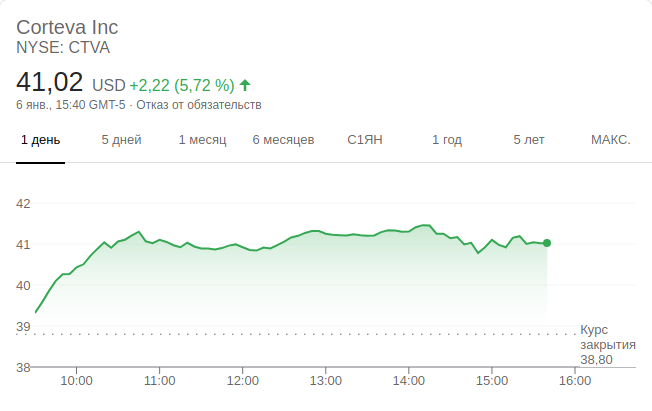 Corteva Inc
NYSE: CTVA
41,02 USD +2,22 (5,72 %)
6 янв., 15:40 GMT-5 · Отказ от обязательств
1 день 5 дней 1 месяц 6 месяцев С1ЯН 1 год 5 лет МАКС.
42
41
40
39
38
Курс
закрытия
38,80
10:00 11:00 12:00 13:00 14:00 15:00 16:00